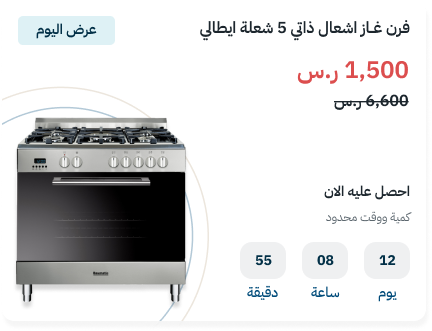 عرض اليوم
فرن غـاز اشعال ذاتي 5 شعلة ايطالي
1,500 ر.س
6,600 ر.س
احصل عليه الان
كمية ووقت محدود
12 08 55
يوم ساعة دقيقة